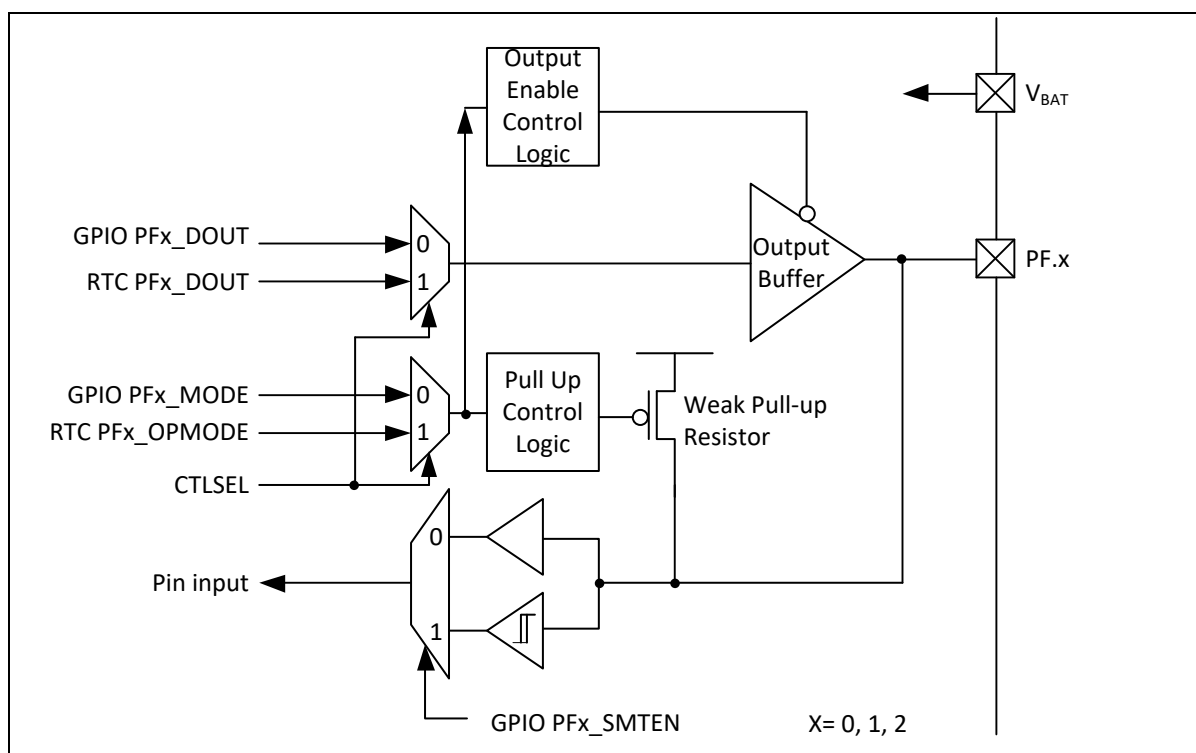 Output
Enable
Control
Logic
V_BAT
GPIO PFx_DOUT
0
RTC PFx_DOUT
1
Output
Buffer
PF.x
GPIO PFx_MODE
0
RTC PFx_OPMODE
1
Pull Up
Control
Logic
Weak Pull-up
Resistor
CTLSEL
0
Pin input
1
GPIO PFx_SMTEN
X= 0, 1, 2